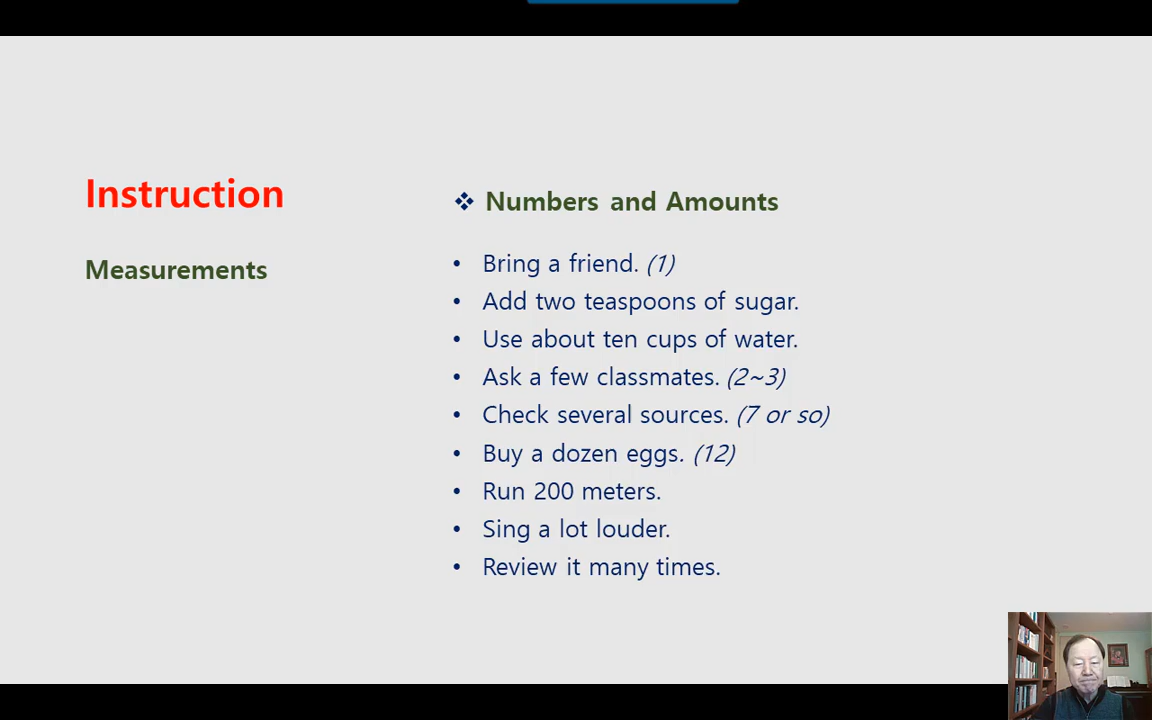 Instruction
Measurements
❖ Numbers and Amounts
• Bring a friend. (1)
• Add two teaspoons of sugar.
• Use about ten cups of water.
• Ask a few classmates. (2~3)
• Check several sources. (7 or so)
• Buy a dozen eggs. (12)
• Run 200 meters.
• Sing a lot louder.
• Review it many times.